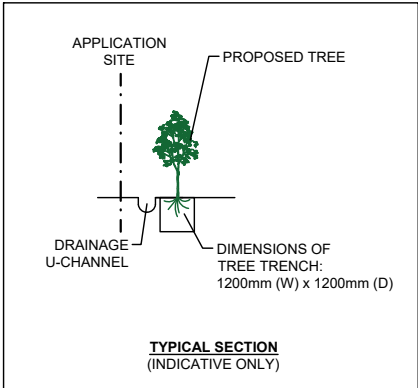 APPLICATION
SITE
PROPOSED TREE
DRAINAGE
U-CHANNEL
DIMENSIONS OF
TREE TRENCH:
1200mm (W) x 1200mm (D)
TYPICAL SECTION
(INDICATIVE ONLY)